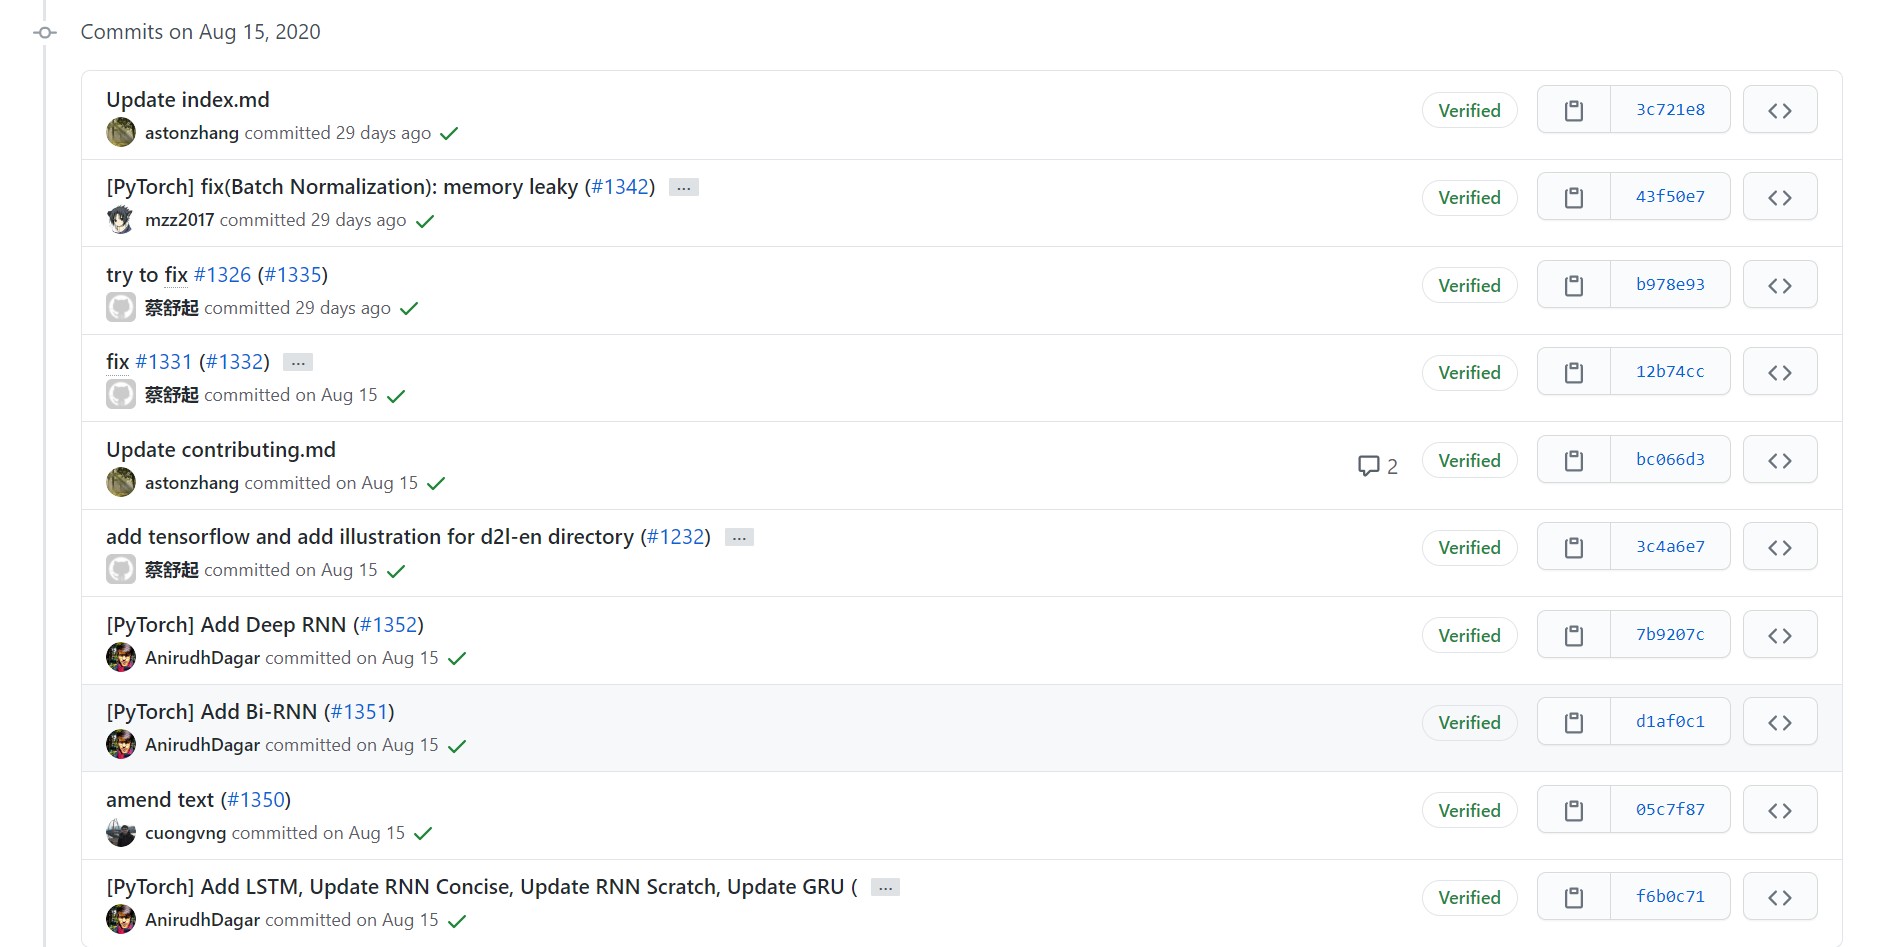 Commits on Aug 15, 2020
Update index.md
Verified 3c721e8
astonzhang committed 29 days ago
[PyTorch] fix(Batch Normalization): memory leaky (#1342) ...
Verified 43f50e7
mzz2017 committed 29 days ago
try to fix #1326 (#1335)
Verified b978e93
蔡舒起 committed 29 days ago
fix #1331 (#1332) ...
Verified 12b74cc
蔡舒起 committed on Aug 15
Update contributing.md
2 Verified bc066d3
astonzhang committed on Aug 15
add tensorflow and add illustration for d2l-en directory (#1232) ...
Verified 3c4a6e7
蔡舒起 committed on Aug 15
[PyTorch] Add Deep RNN (#1352)
Verified 7b9207c
AnirudhDagar committed on Aug 15
[PyTorch] Add Bi-RNN (#1351)
Verified d1af0c1
AnirudhDagar committed on Aug 15
amend text (#1350)
Verified 05c7f87
cuongvng committed on Aug 15
[PyTorch] Add LSTM, Update RNN Concise, Update RNN Scratch, Update GRU ( ...
Verified f6b0c71
AnirudhDagar committed on Aug 15